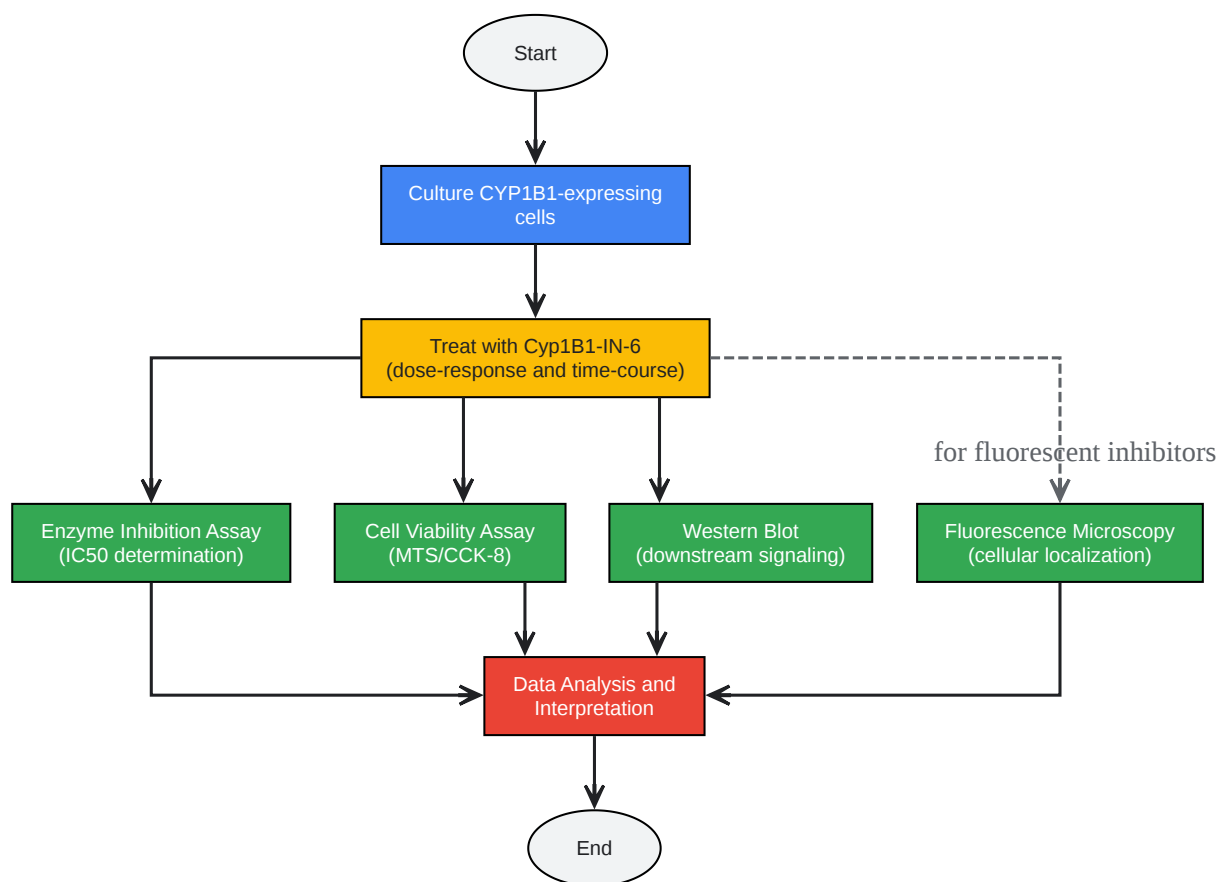 Start
Culture CYP1B1-expressing
cells
Treat with Cyp1B1-IN-6
(dose-response and time-course)
for fluorescent inhibitors
Enzyme Inhibition Assay
(IC50 determination)
Cell Viability Assay
(MTS/CCK-8)
Western Blot
(downstream signaling)
Fluorescence Microscopy
(cellular localization)
Data Analysis and
Interpretation
End